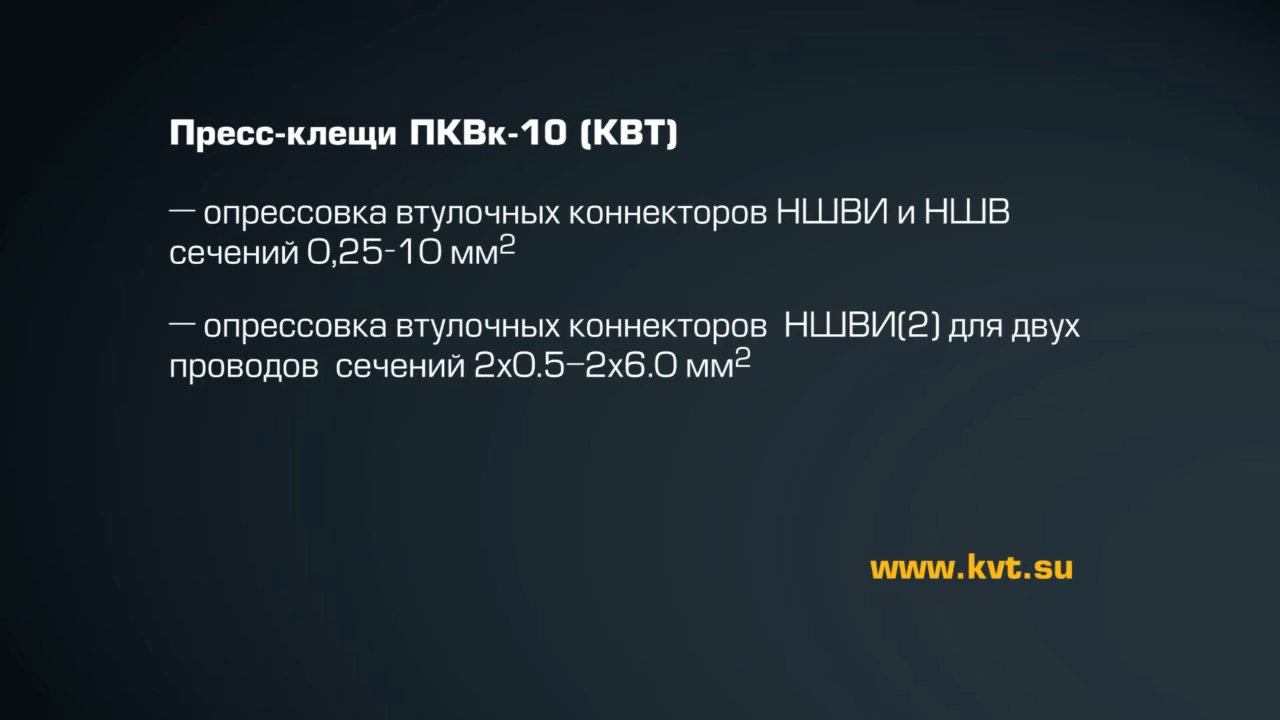 Пресс-клещи ПКВк-10 (КВТ)
— опрессовка втулочных коннекторов НШВИ и НШВ
сечений 0,25-10 мм²
— опрессовка втулочных коннекторов  НШВИ(2) для двух
проводов  сечений 2х0.5–2х6.0 мм²
www.kvt.su